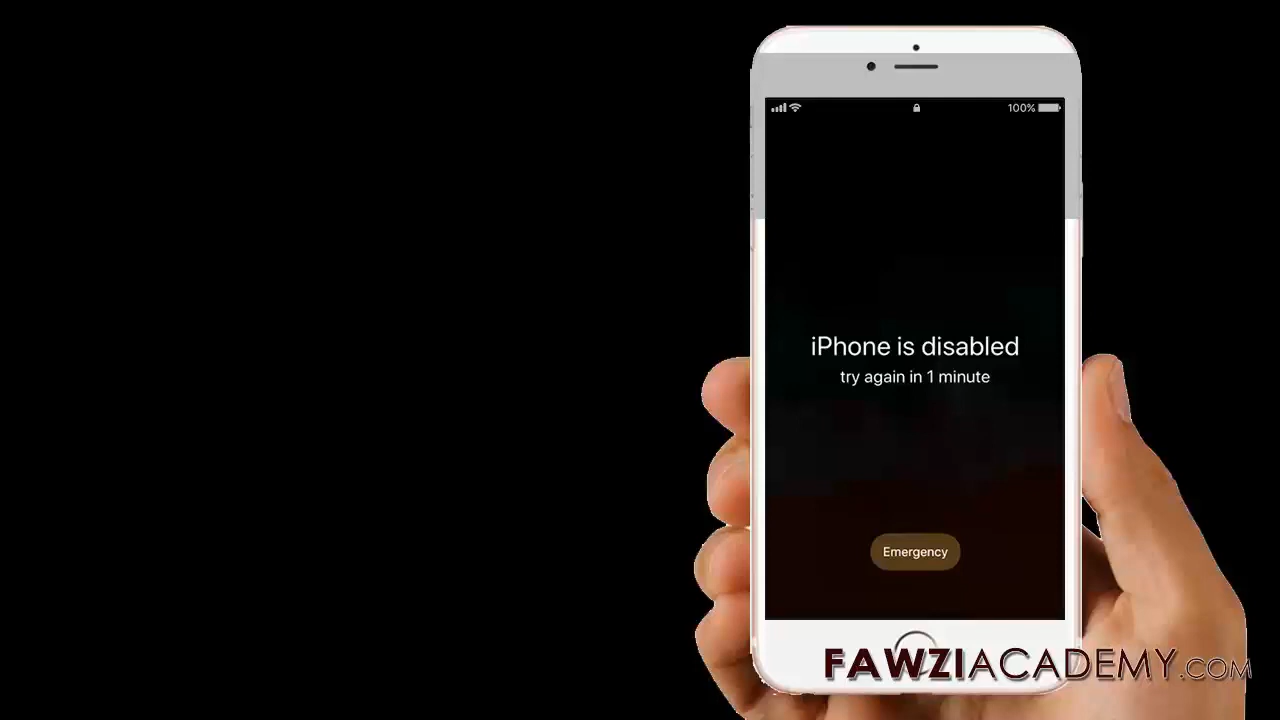 100%
iPhone is disabled
try again in 1 minute
Emergency
FAWZIACADEMY.COM